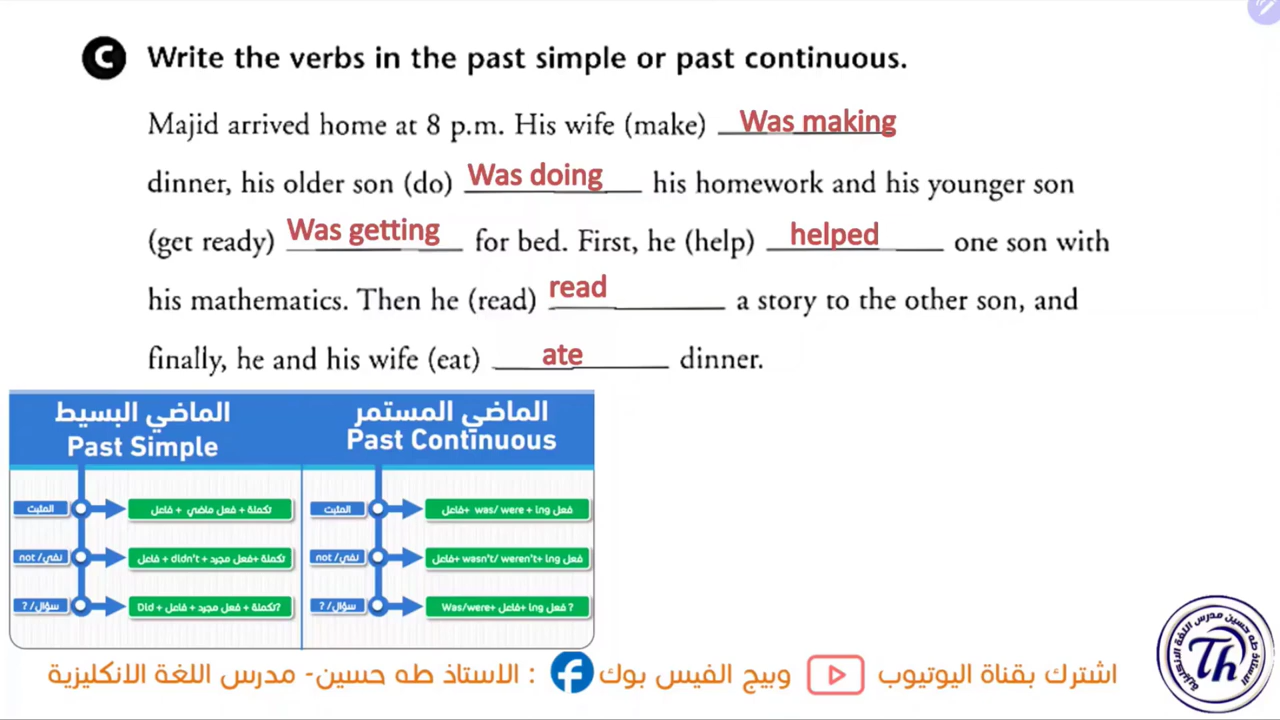 C Write the verbs in the past simple or past continuous.
Majid arrived home at 8 p.m. His wife (make) Was making
dinner, his older son (do) Was doing his homework and his younger son
(get ready) Was getting for bed. First, he (help) helped one son with
his mathematics. Then he (read) read a story to the other son, and
finally, he and his wife (eat) ate dinner.
الماضي البسيط
Past Simple
المثبت
فاعل + فعل ماضي + تكملة
نفي/ not
فاعل + didn't + فعل مجرد+ تكملة
سؤال/ ?
Did + فاعل + فعل مجرد + تكملة?
الماضي المستمر
Past Continuous
المثبت
فاعل+ was/ were + ing فعل
نفي/ not
فاعل+ wasn't/ weren't+ ing فعل
سؤال/ ?
Was/were+ فاعل+ ing فعل ?
اشترك بقناة اليوتيوب وبيج الفيس بوك : الاستاذ طه حسين- مدرس اللغة الانكليزية
الاستاذ طه حسين مدرس اللغة الانكليزية
Th